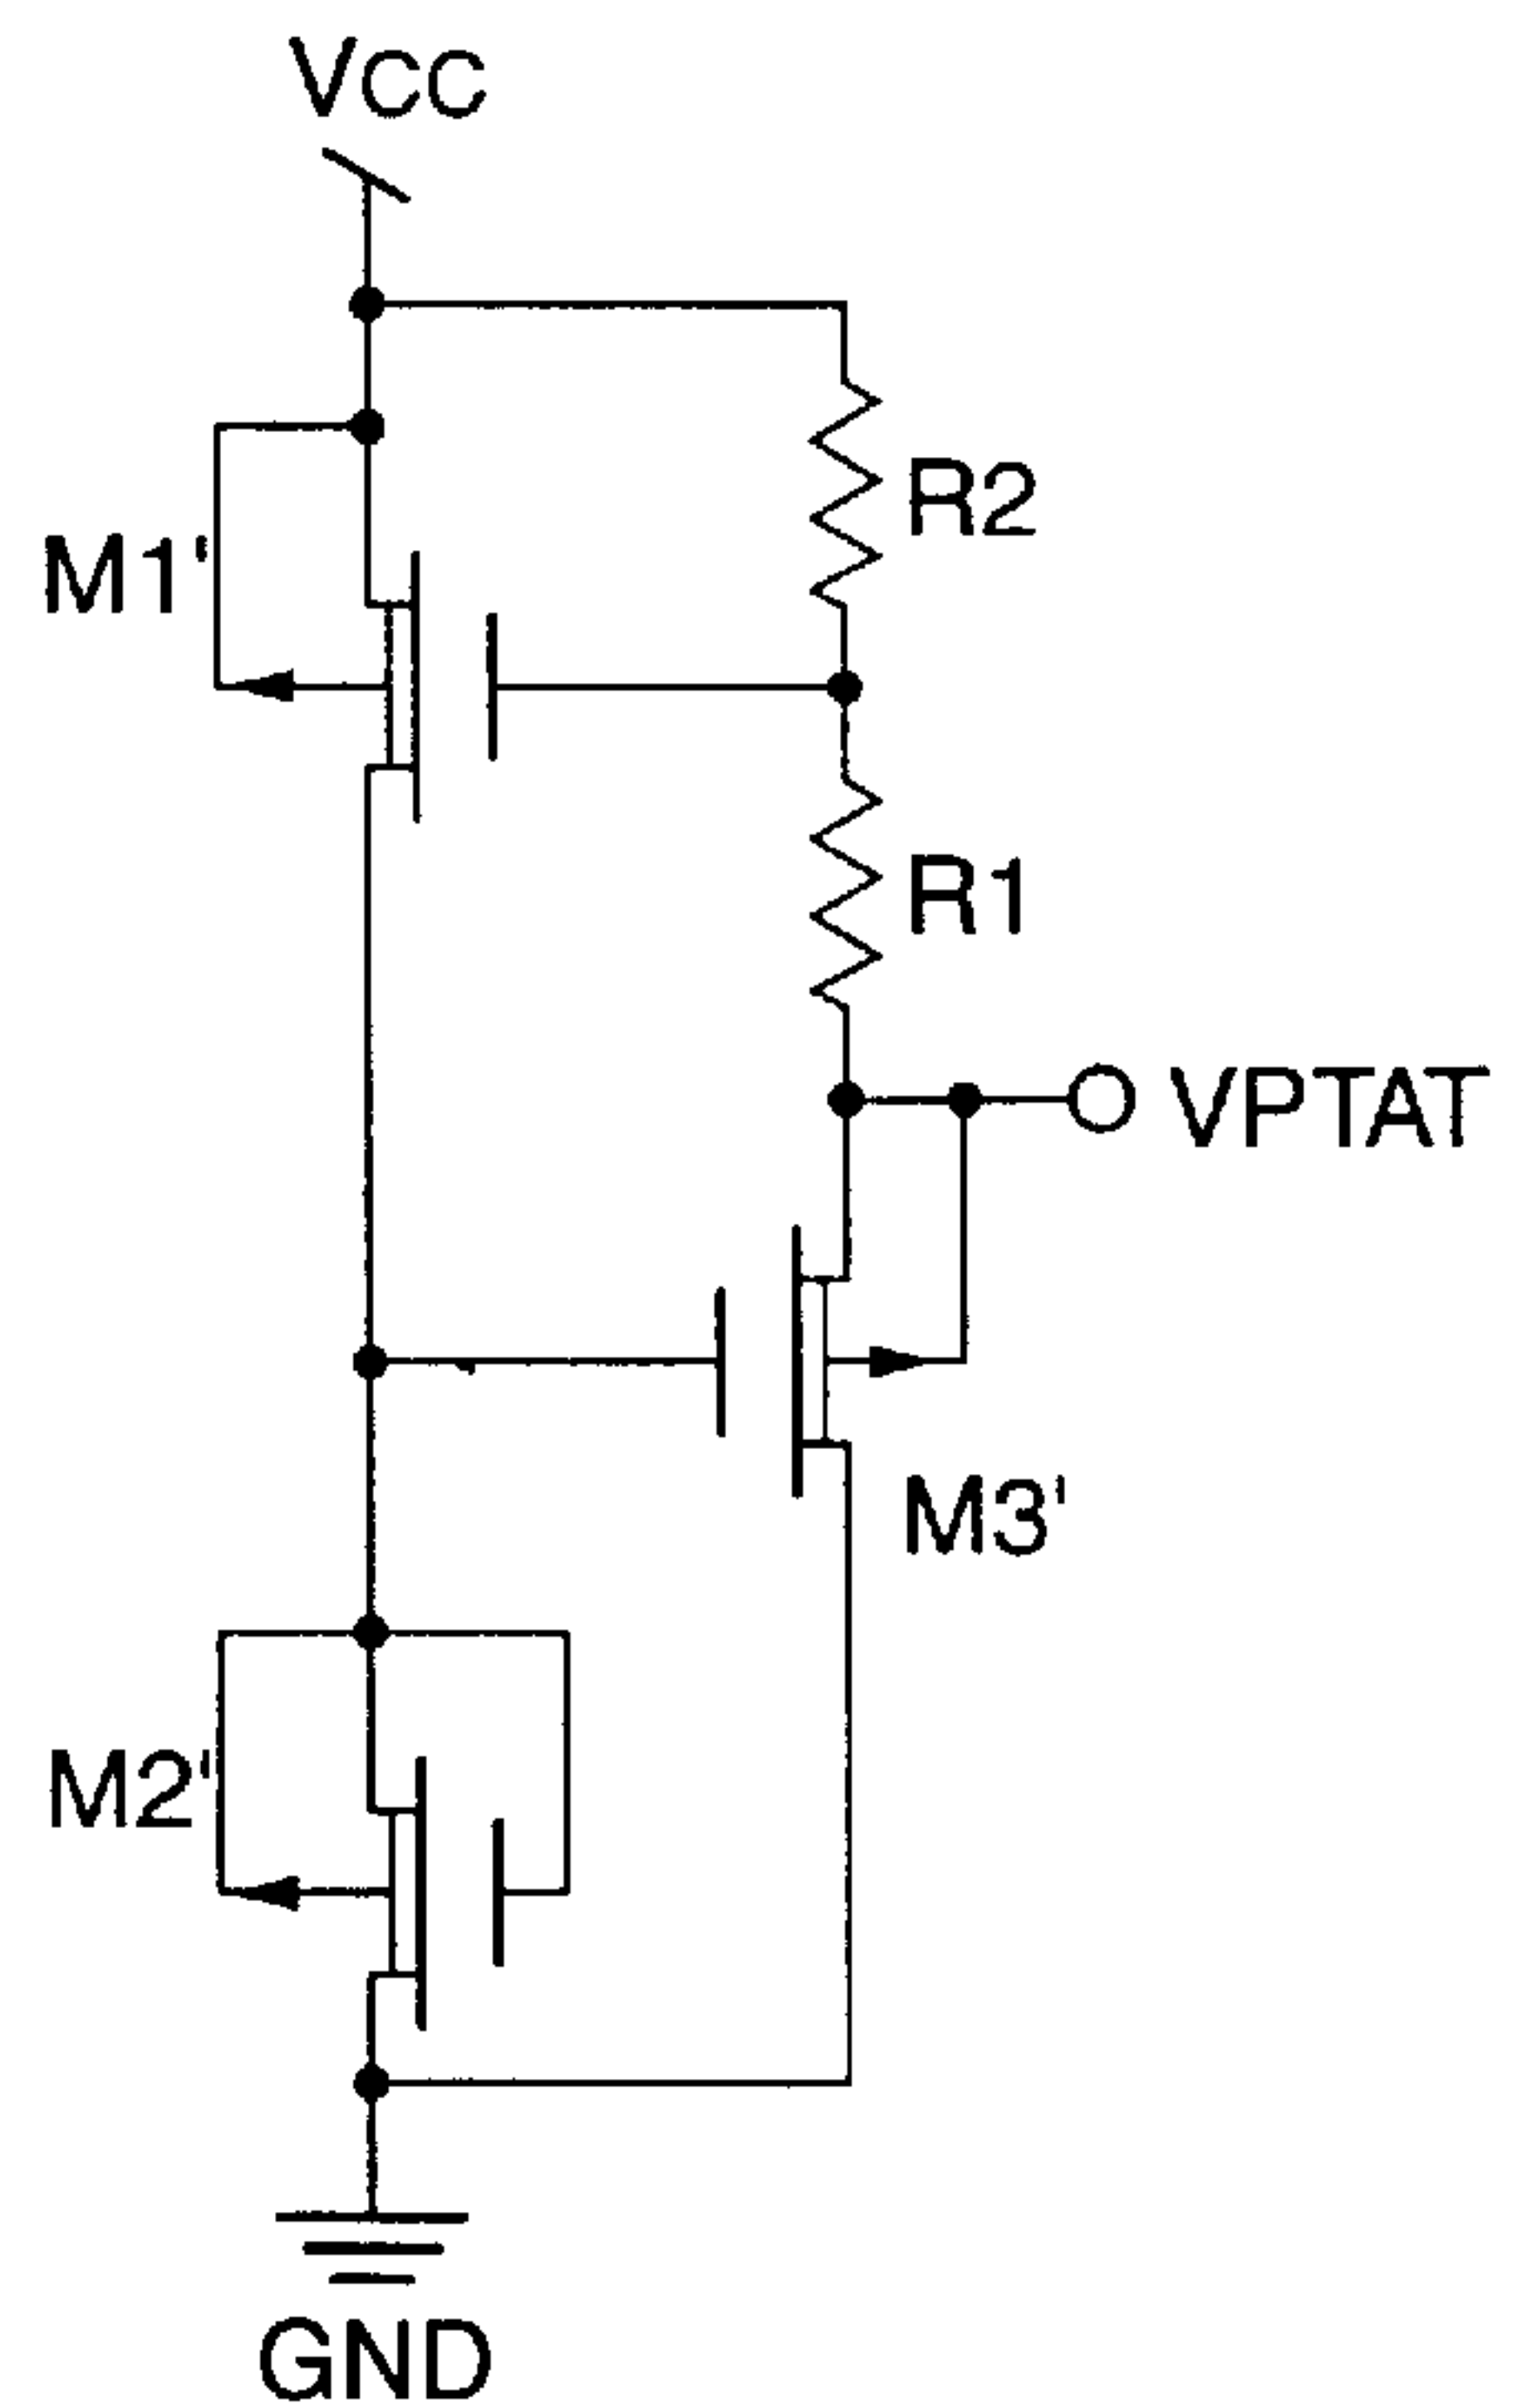 VCC
R2
M1'
R1
VPTAT
M3'
M2'
GND